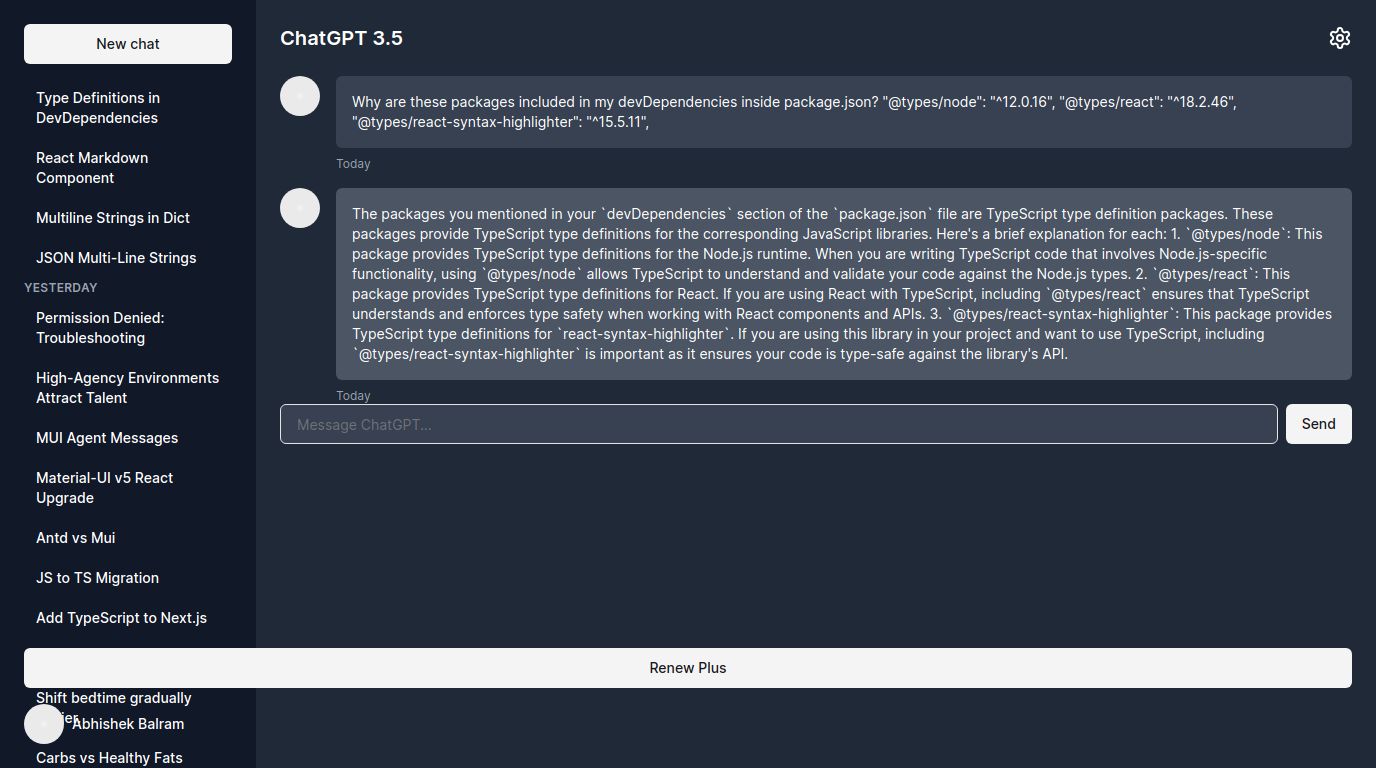 New chat
Type Definitions in
DevDependencies
React Markdown
Component
Multiline Strings in Dict
JSON Multi-Line Strings
YESTERDAY
Permission Denied:
Troubleshooting
High-Agency Environments
Attract Talent
MUI Agent Messages
Material-UI v5 React
Upgrade
Antd vs Mui
JS to TS Migration
Add TypeScript to Next.js
Shift bedtime gradually
Abhishek Balram
Carbs vs Healthy Fats
ChatGPT 3.5
Why are these packages included in my devDependencies inside package.json? "@types/node": "^12.0.16", "@types/react": "^18.2.46",
"@types/react-syntax-highlighter": "^15.5.11",
Today
The packages you mentioned in your `devDependencies` section of the `package.json` file are TypeScript type definition packages. These
packages provide TypeScript type definitions for the corresponding JavaScript libraries. Here's a brief explanation for each: 1. `@types/node`: This
package provides TypeScript type definitions for the Node.js runtime. When you are writing TypeScript code that involves Node.js-specific
functionality, using `@types/node` allows TypeScript to understand and validate your code against the Node.js types. 2. `@types/react`: This
package provides TypeScript type definitions for React. If you are using React with TypeScript, including `@types/react` ensures that TypeScript
understands and enforces type safety when working with React components and APIs. 3. `@types/react-syntax-highlighter`: This package provides
TypeScript type definitions for `react-syntax-highlighter`. If you are using this library in your project and want to use TypeScript, including
`@types/react-syntax-highlighter` is important as it ensures your code is type-safe against the library's API.
Today
Message ChatGPT...
Send
Renew Plus